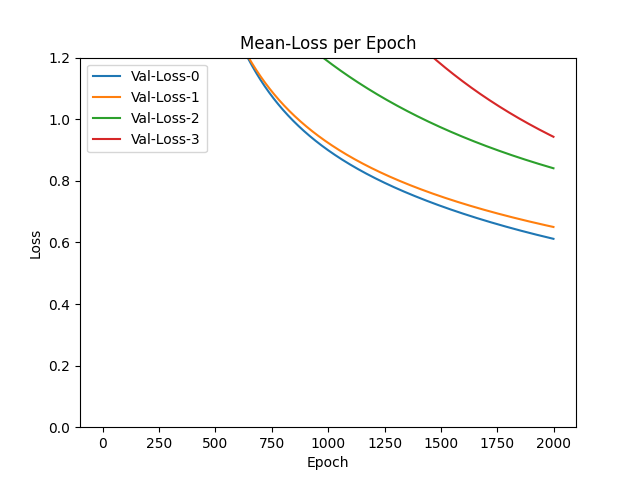 Mean-Loss per Epoch
1.2
1.0
0.8
0.6
0.4
0.2
0.0
Loss
Val-Loss-0
Val-Loss-1
Val-Loss-2
Val-Loss-3
0 250 500 750 1000 1250 1500 1750 2000
Epoch